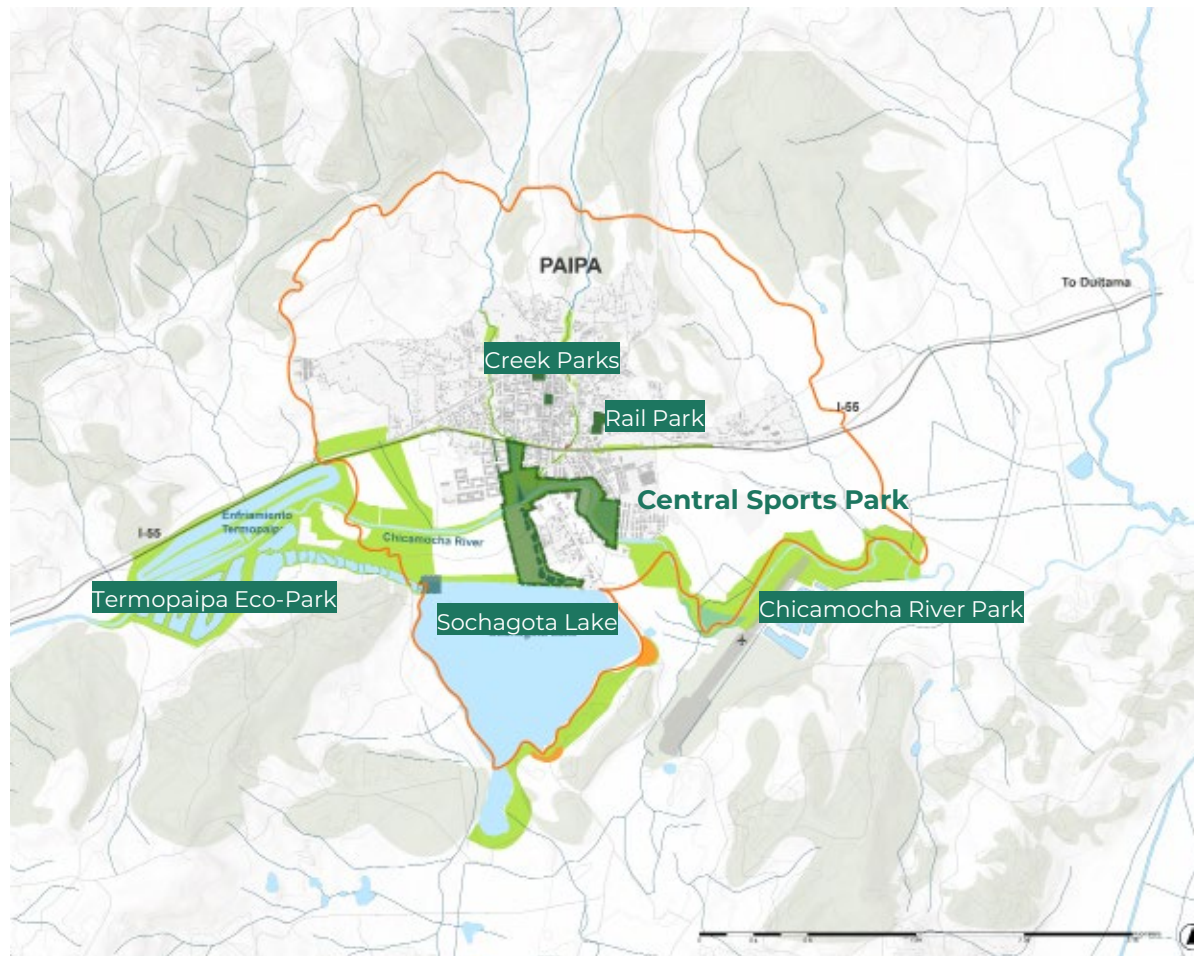 PAIPA
To Duitama
Creek Parks
I-55
Rail Park
Central Sports Park
Enfriamiento
Termopaipa
I-55
Chicamocha River
Termopaipa Eco-Park
Sochagota Lake
Chicamocha River Park